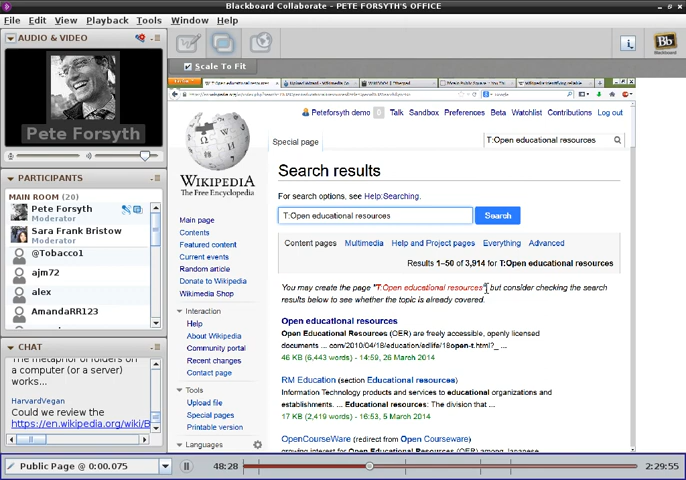 Blackboard Collaborate - PETE FORSYTH'S OFFICE
File Edit View Playback Tools Window Help
AUDIO & VIDEO
Pete Forsyth
PARTICIPANTS
MAIN ROOM (20)
Pete Forsyth
Moderator
Sara Frank Bristow
Moderator
@Tobacco1
ajm72
alex
AmandaRR123
CHAT
The metaphor of folders on
a computer (or a server)
works...
HarvardVegan
Could we review the
https://en.wikipedia.org/wiki/B
Scale To Fit
Bb
Peteforsyth demo 0 Talk Sandbox Preferences Beta Watchlist Contributions Log out
Special page
T:Open educational resources
WIKIPEDIA
The Free Encyclopedia
Main page
Contents
Featured content
Current events
Random article
Donate to Wikipedia
Wikimedia Shop
Interaction
Help
About Wikipedia
Community portal
Recent changes
Contact page
Tools
Upload file
Special pages
Printable version
Languages
Search results
For search options, see Help:Searching.
T:Open educational resources Search
Content pages Multimedia Help and Project pages Everything Advanced
Results 1–50 of 3,914 for T:Open educational resources
You may create the page "T:Open educational resources", but consider checking the search
results below to see whether the topic is already covered.
Open educational resources
Open Educational Resources (OER) are freely accessible, openly licensed
documents ... com/2010/04/18/education/edlife/18open-t.html?_ ...
46 KB (6,443 words) - 14:59, 26 March 2014
RM Education (section Educational resources)
Information Technology products and services to educational organizations and
establishments. ... Educational resources: The division that ...
17 KB (2,419 words) - 16:53, 5 March 2014
OpenCourseWare (redirect from Open Courseware)
Public Page @ 0:00.075
48:28
2:29:55